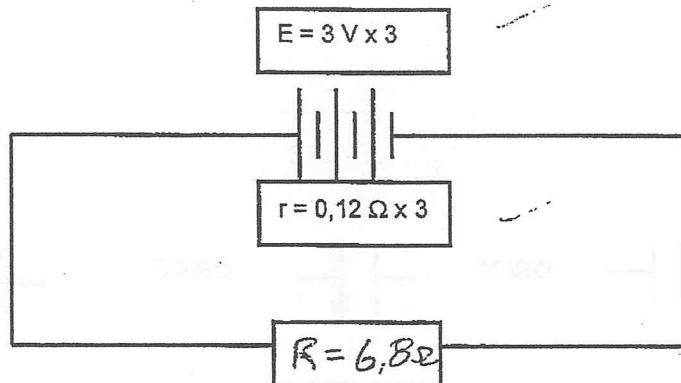 E = 3 V x 3
r = 0,12 Ω x 3
R = 6,8Ω